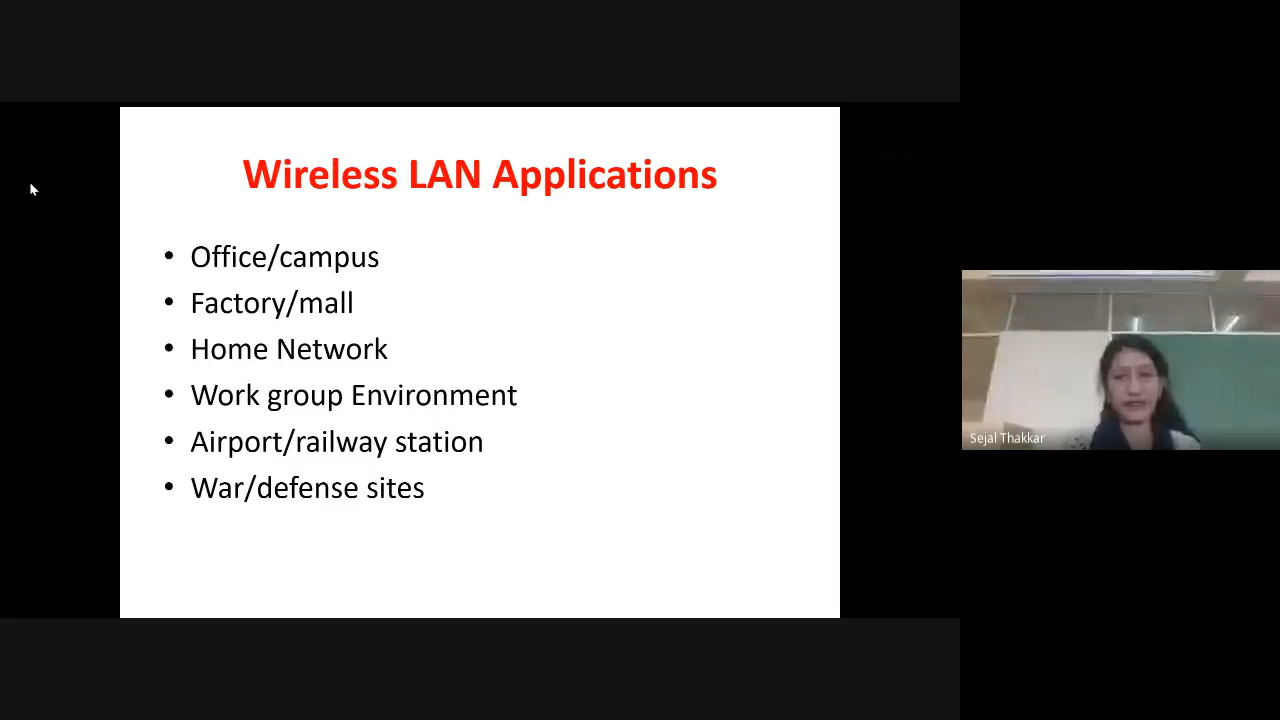 Wireless LAN Applications
• Office/campus
• Factory/mall
• Home Network
• Work group Environment
• Airport/railway station
• War/defense sites
Sejal Thakkar